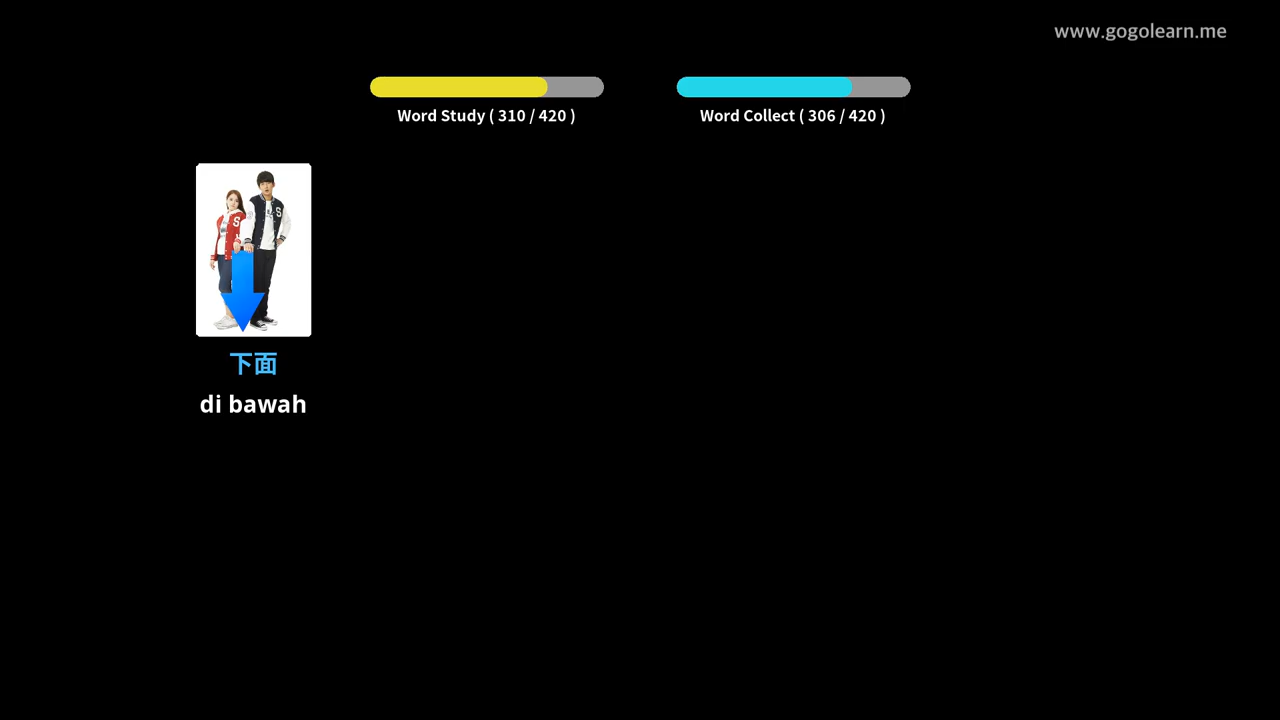 www.gogolearn.me
Word Study ( 310 / 420 )
Word Collect ( 306 / 420 )
S
S
下面
di bawah